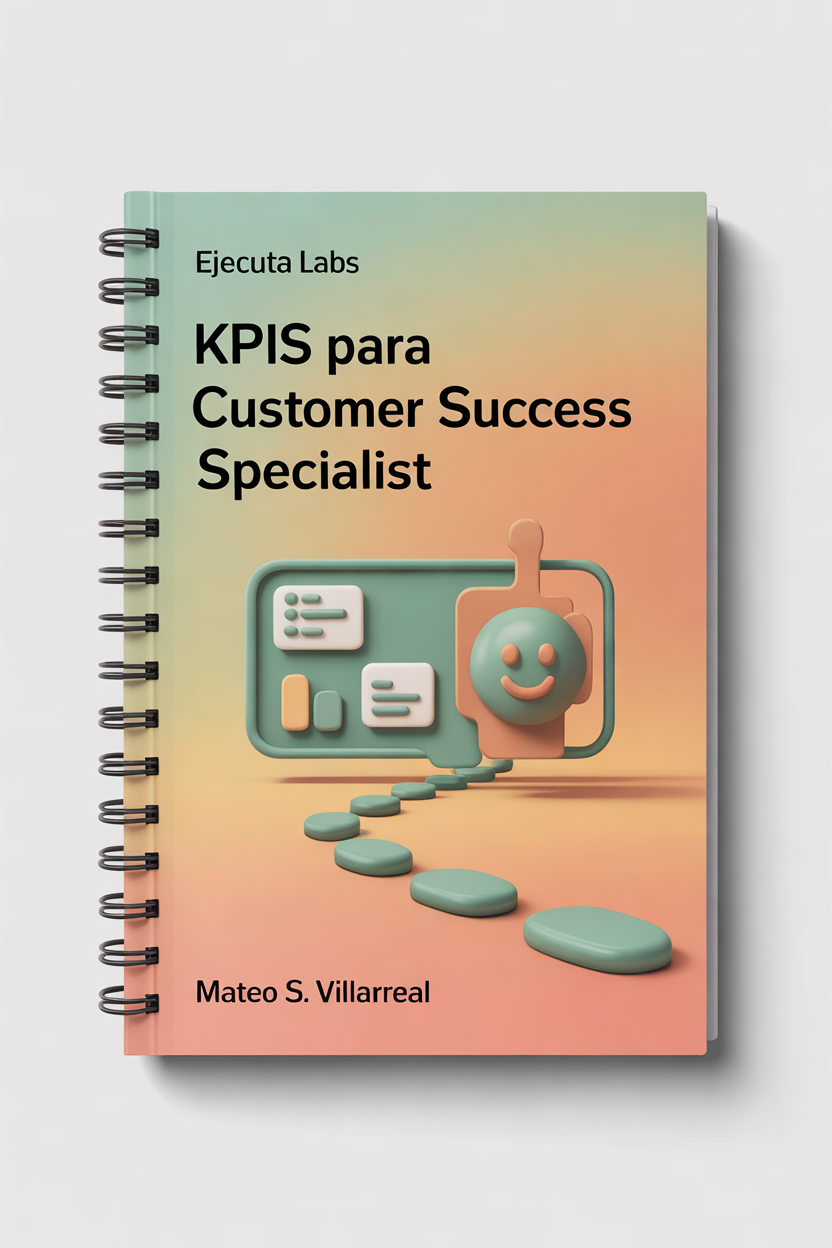 Ejecuta Labs
KPIS para
Customer Success
Specialist
Mateo S. Villarreal